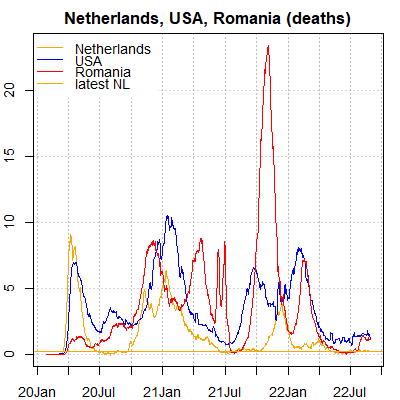 Netherlands, USA, Romania (deaths)
Netherlands
USA
Romania
latest NL
20
15
10
5
0
20Jan 20Jul 21Jan 21Jul 22Jan 22Jul